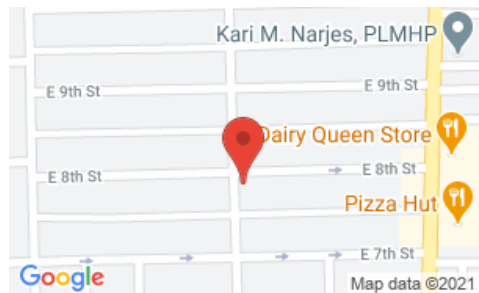 Kari M. Narjes, PLMHP
E 9th St
E 9th St
Dairy Queen Store
E 8th St
E 8th St
Pizza Hut
E 7th St
Google
Map data ©2021